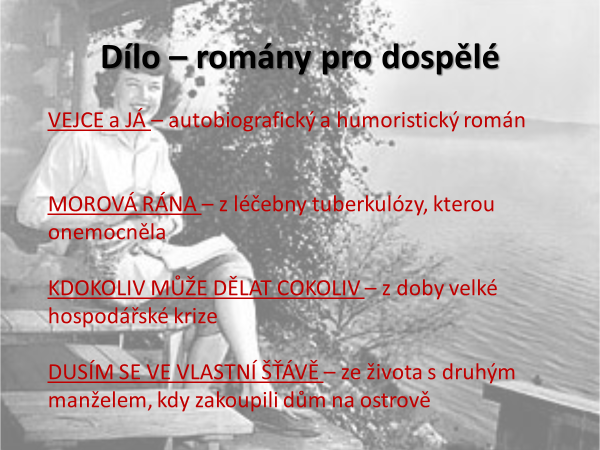 Dílo – romány pro dospělé
VEJCE a JÁ – autobiografický a humoristický román
MOROVÁ RÁNA – z léčebny tuberkulózy, kterou
onemocněla
KDOKOLIV MŮŽE DĚLAT COKOLIV – z doby velké
hospodářské krize
DUSÍM SE VE VLASTNÍ ŠŤÁVĚ – ze života s druhým
manželem, kdy zakoupili dům na ostrově